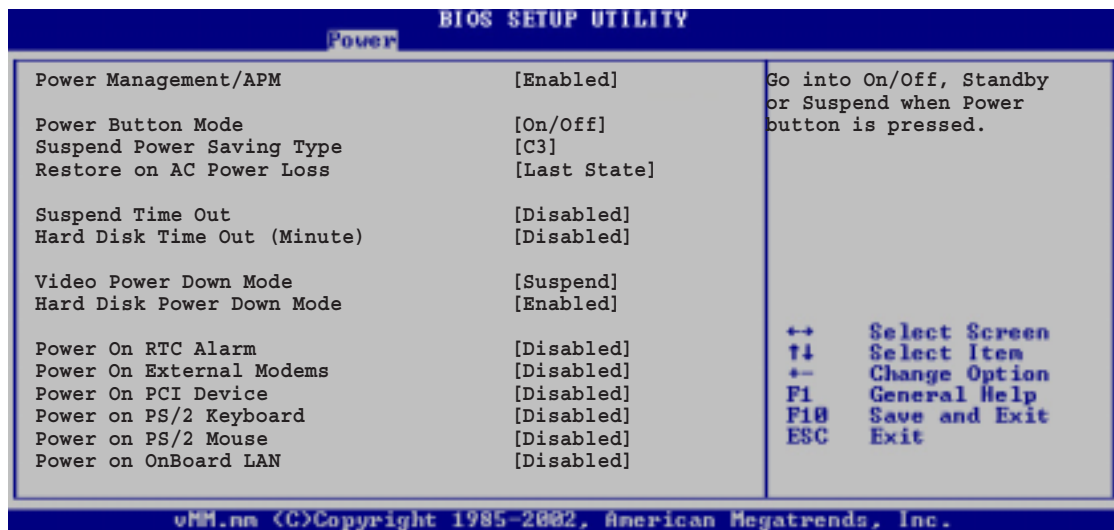 BIOS SETUP UTILITY
Power
Power Management/APM [Enabled]
Power Button Mode [On/Off]
Suspend Power Saving Type [C3]
Restore on AC Power Loss [Last State]
Suspend Time Out [Disabled]
Hard Disk Time Out (Minute) [Disabled]
Video Power Down Mode [Suspend]
Hard Disk Power Down Mode [Enabled]
Power On RTC Alarm [Disabled]
Power On External Modems [Disabled]
Power On PCI Device [Disabled]
Power on PS/2 Keyboard [Disabled]
Power on PS/2 Mouse [Disabled]
Power on OnBoard LAN [Disabled]
Go into On/Off, Standby
or Suspend when Power
button is pressed.
←→ Select Screen
↑↓ Select Item
+- Change Option
F1 General Help
F10 Save and Exit
ESC Exit
vMM.nn (C)Copyright 1985-2002, American Megatrends, Inc.